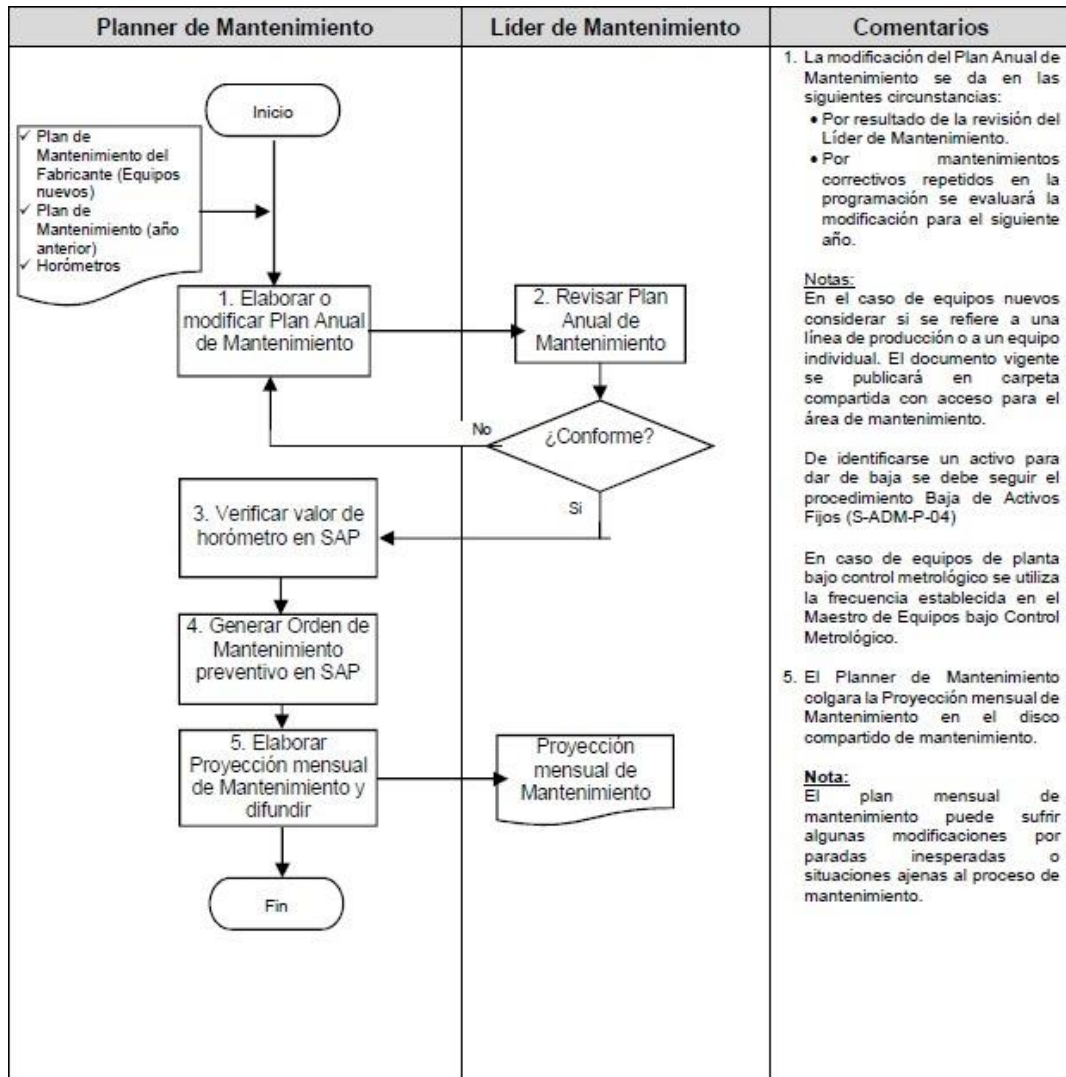 Planner de Mantenimiento
Líder de Mantenimiento
Comentarios
Inicio
✓ Plan de
Mantenimiento del
Fabricante (Equipos
nuevos)
✓ Plan de
Mantenimiento (año
anterior)
✓ Horómetros
1. Elaborar o
modificar Plan Anual
de Mantenimiento
2. Revisar Plan
Anual de
Mantenimiento
¿Conforme?
No
Si
3. Verificar valor de
horómetro en SAP
4. Generar Orden de
Mantenimiento
preventivo en SAP
5. Elaborar
Proyección mensual
de Mantenimiento y
difundir
Proyección
mensual de
Mantenimiento
Fin
1. La modificación del Plan Anual de
Mantenimiento se da en las
siguientes circunstancias:
• Por resultado de la revisión del
Líder de Mantenimiento.
• Por mantenimientos
correctivos repetidos en la
programación se evaluará la
modificación para el siguiente
año.
Notas:
En el caso de equipos nuevos
considerar si se refiere a una
línea de producción o a un equipo
individual. El documento vigente
se publicará en carpeta
compartida con acceso para el
área de mantenimiento.
De identificarse un activo para
dar de baja se debe seguir el
procedimiento Baja de Activos
Fijos (S-ADM-P-04)
En caso de equipos de planta
bajo control metrológico se utiliza
la frecuencia establecida en el
Maestro de Equipos bajo Control
Metrológico.
5. El Planner de Mantenimiento
colgara la Proyección mensual de
Mantenimiento en el disco
compartido de mantenimiento.
Nota:
El plan mensual de
mantenimiento puede sufrir
algunas modificaciones por
paradas inesperadas o
situaciones ajenas al proceso de
mantenimiento.